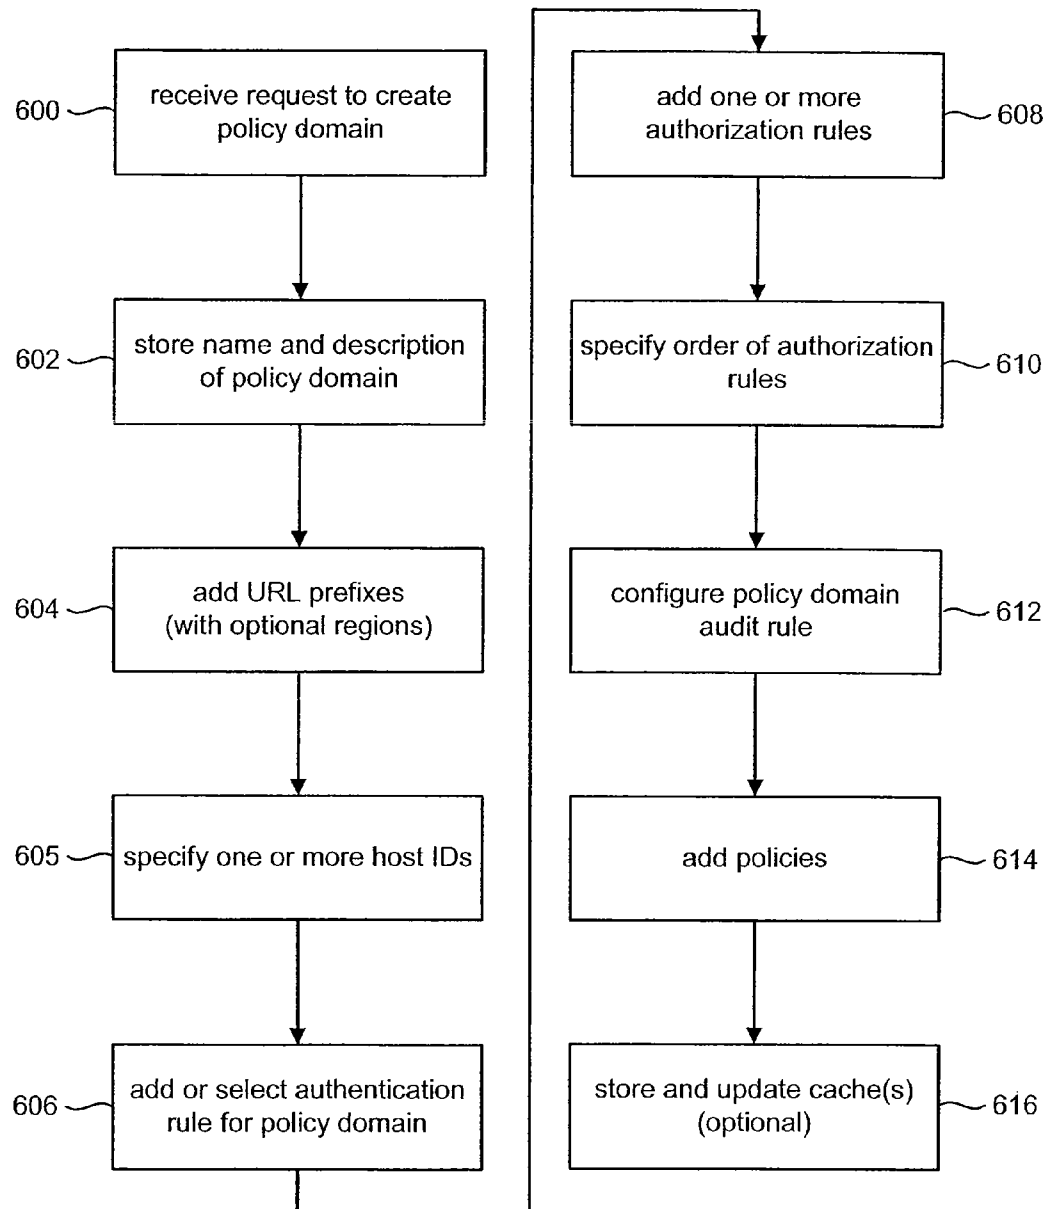 600
receive request to create
policy domain
602
store name and description
of policy domain
604
add URL prefixes
(with optional regions)
605
specify one or more host IDs
606
add or select authentication
rule for policy domain
add one or more
authorization rules
608
specify order of authorization
rules
610
configure policy domain
audit rule
612
add policies
614
store and update cache(s)
(optional)
616